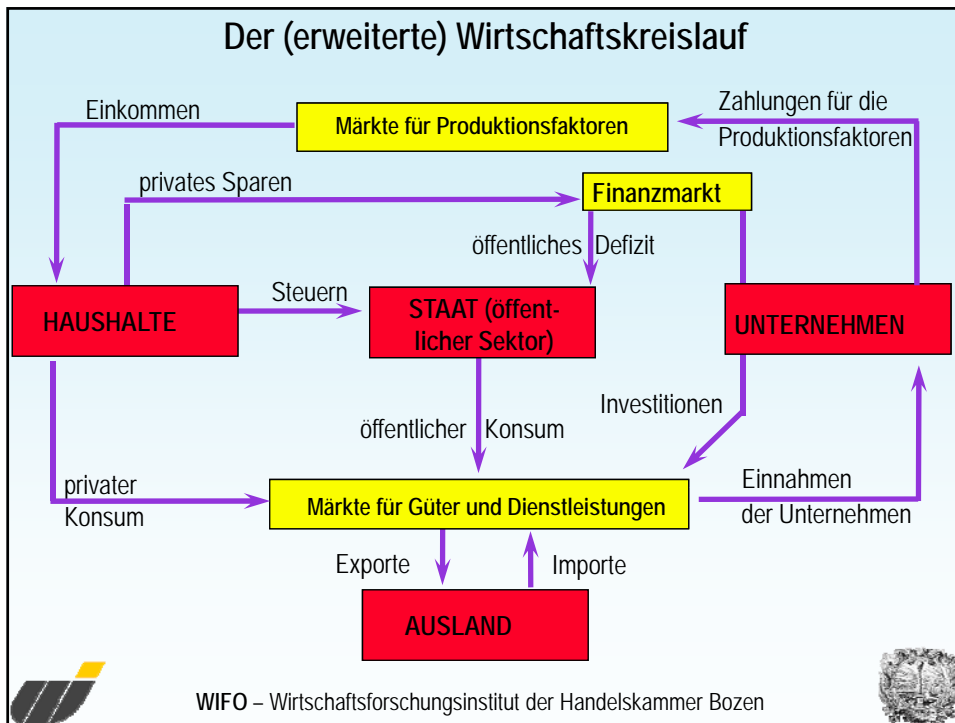 Der (erweiterte) Wirtschaftskreislauf
Einkommen
Märkte für Produktionsfaktoren
Zahlungen für die
Produktionsfaktoren
privates Sparen
Finanzmarkt
öffentliches Defizit
HAUSHALTE
Steuern
STAAT (öffent-
licher Sektor)
UNTERNEHMEN
öffentlicher Konsum
Investitionen
privater
Konsum
Märkte für Güter und Dienstleistungen
Einnahmen
der Unternehmen
Exporte
Importe
AUSLAND
WIFO – Wirtschaftsforschungsinstitut der Handelskammer Bozen